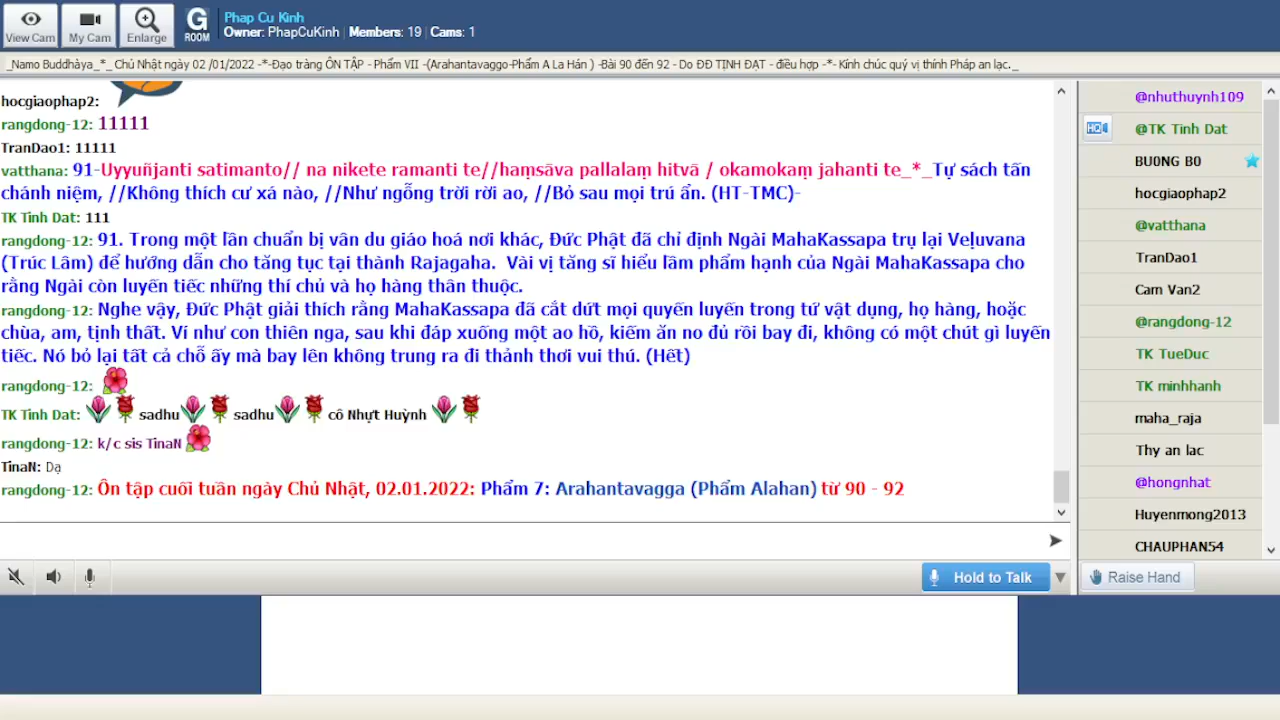 View Cam
My Cam
Enlarge
G
ROOM
Phap Cu Kinh
Owner: PhapCuKinh | Members: 19 | Cams: 1
_Namo Buddhàya_*_ Chủ Nhật ngày 02 /01/2022 -*-Đạo tràng ÔN TẬP - Phẩm VII -(Arahantavaggo-Phẩm A La Hán ) -Bài 90 đến 92 - Do ĐĐ TỊNH ĐẠT - điều hợp -*- Kính chúc quý vị thính Pháp an lạc._
hocgiaophap2:
rangdong-12: 11111
TranDao1: 11111
vatthana: 91-Uyyuñjanti satimanto// na nikete ramanti te//haṃsāva pallalaṃ hitvā / okamokaṃ jahanti te_*_Tự sách tấn
chánh niệm, //Không thích cư xá nào, //Như ngỗng trời rời ao, //Bỏ sau mọi trú ẩn. (HT-TMC)-
TK Tinh Dat: 111
rangdong-12: 91. Trong một lần chuẩn bị vân du giáo hoá nơi khác, Đức Phật đã chỉ định Ngài MahaKassapa trụ lại Veḷuvana
(Trúc Lâm) để hướng dẫn cho tăng tục tại thành Rajagaha.  Vài vị tăng sĩ hiểu lầm phẩm hạnh của Ngài MahaKassapa cho
rằng Ngài còn luyến tiếc những thí chủ và họ hàng thân thuộc.
rangdong-12: Nghe vậy, Đức Phật giải thích rằng MahaKassapa đã cắt dứt mọi quyến luyến trong tứ vật dụng, họ hàng, hoặc
chùa, am, tịnh thất. Ví như con thiên nga, sau khi đáp xuống một ao hồ, kiếm ăn no đủ rồi bay đi, không có một chút gì luyến
tiếc. Nó bỏ lại tất cả chỗ ấy mà bay lên không trung ra đi thảnh thơi vui thú. (Hết)
rangdong-12:
TK Tinh Dat: sadhu sadhu cô Nhựt Huỳnh
rangdong-12: k/c sis TinaN
TinaN: Dạ
rangdong-12: Ôn tập cuối tuần ngày Chủ Nhật, 02.01.2022: Phẩm 7: Arahantavagga (Phẩm Alahan) từ 90 - 92
Hold to Talk
@nhuthuynh109
HQ
@TK Tinh Dat
BU0NG B0
hocgiaophap2
@vatthana
TranDao1
Cam Van2
@rangdong-12
TK TueDuc
TK minhhanh
maha_raja
Thy an lac
@hongnhat
Huyenmong2013
CHAUPHAN54
Raise Hand